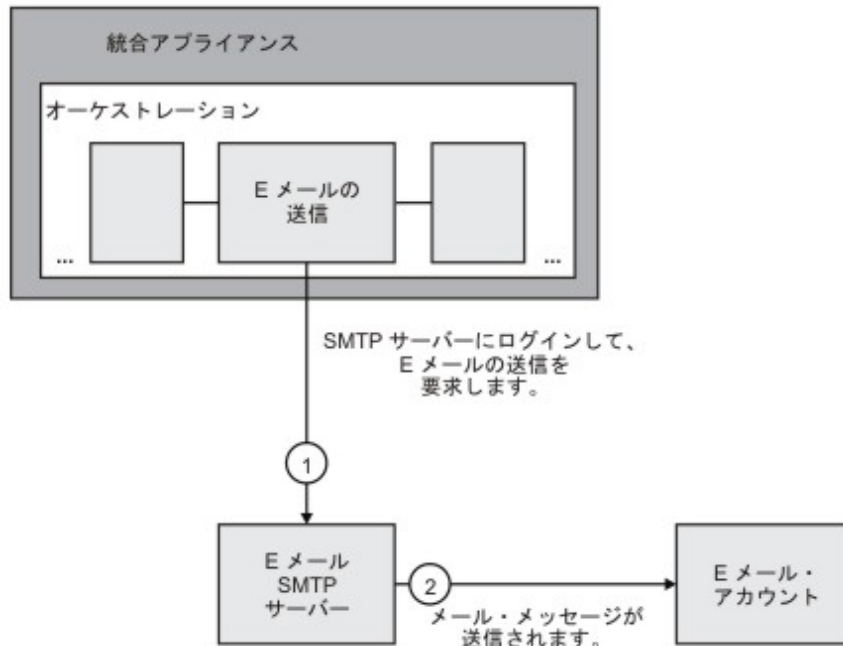 統合アプライアンス
オーケストレーション
E メールの
送信
...
...
SMTP サーバーにログインして、
E メールの送信を
要求します。
1
E メール
SMTP
サーバー
2
メール・メッセージが
送信されます。
E メール・
アカウント